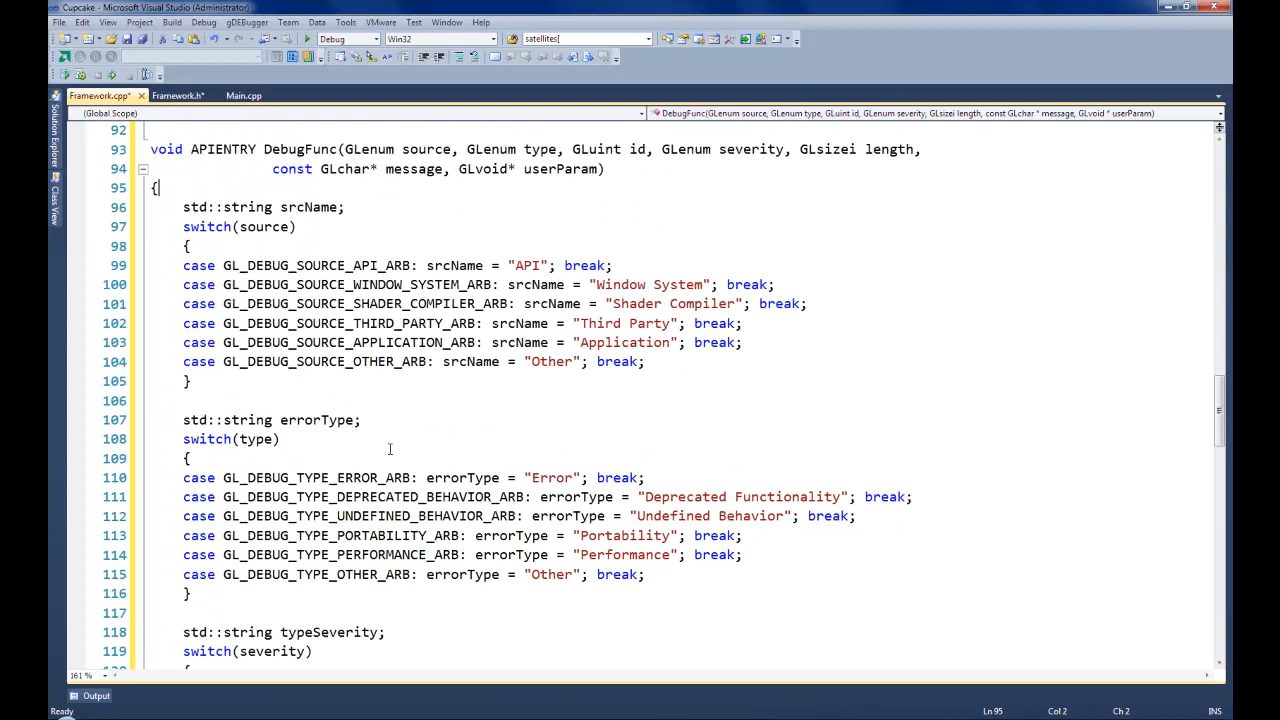 Cupcake - Microsoft Visual Studio (Administrator)
File Edit View Project Build Debug gDEBugger Team Data Tools VMware Test Window Help
Debug Win32 satellites[
Framework.cpp* Framework.h* Main.cpp
(Global Scope) DebugFunc(GLenum source, GLenum type, GLuint id, GLenum severity, GLsizei length, const GLchar * message, GLvoid * userParam)
Solution Explorer
Class View
92
93 void APIENTRY DebugFunc(GLenum source, GLenum type, GLuint id, GLenum severity, GLsizei length,
94 const GLchar* message, GLvoid* userParam)
95 {
96 std::string srcName;
97 switch(source)
98 {
99 case GL_DEBUG_SOURCE_API_ARB: srcName = "API"; break;
100 case GL_DEBUG_SOURCE_WINDOW_SYSTEM_ARB: srcName = "Window System"; break;
101 case GL_DEBUG_SOURCE_SHADER_COMPILER_ARB: srcName = "Shader Compiler"; break;
102 case GL_DEBUG_SOURCE_THIRD_PARTY_ARB: srcName = "Third Party"; break;
103 case GL_DEBUG_SOURCE_APPLICATION_ARB: srcName = "Application"; break;
104 case GL_DEBUG_SOURCE_OTHER_ARB: srcName = "Other"; break;
105 }
106
107 std::string errorType;
108 switch(type)
109 {
110 case GL_DEBUG_TYPE_ERROR_ARB: errorType = "Error"; break;
111 case GL_DEBUG_TYPE_DEPRECATED_BEHAVIOR_ARB: errorType = "Deprecated Functionality"; break;
112 case GL_DEBUG_TYPE_UNDEFINED_BEHAVIOR_ARB: errorType = "Undefined Behavior"; break;
113 case GL_DEBUG_TYPE_PORTABILITY_ARB: errorType = "Portability"; break;
114 case GL_DEBUG_TYPE_PERFORMANCE_ARB: errorType = "Performance"; break;
115 case GL_DEBUG_TYPE_OTHER_ARB: errorType = "Other"; break;
116 }
117
118 std::string typeSeverity;
119 switch(severity)
161 %
Output
Ready Ln 95 Col 2 Ch 2 INS